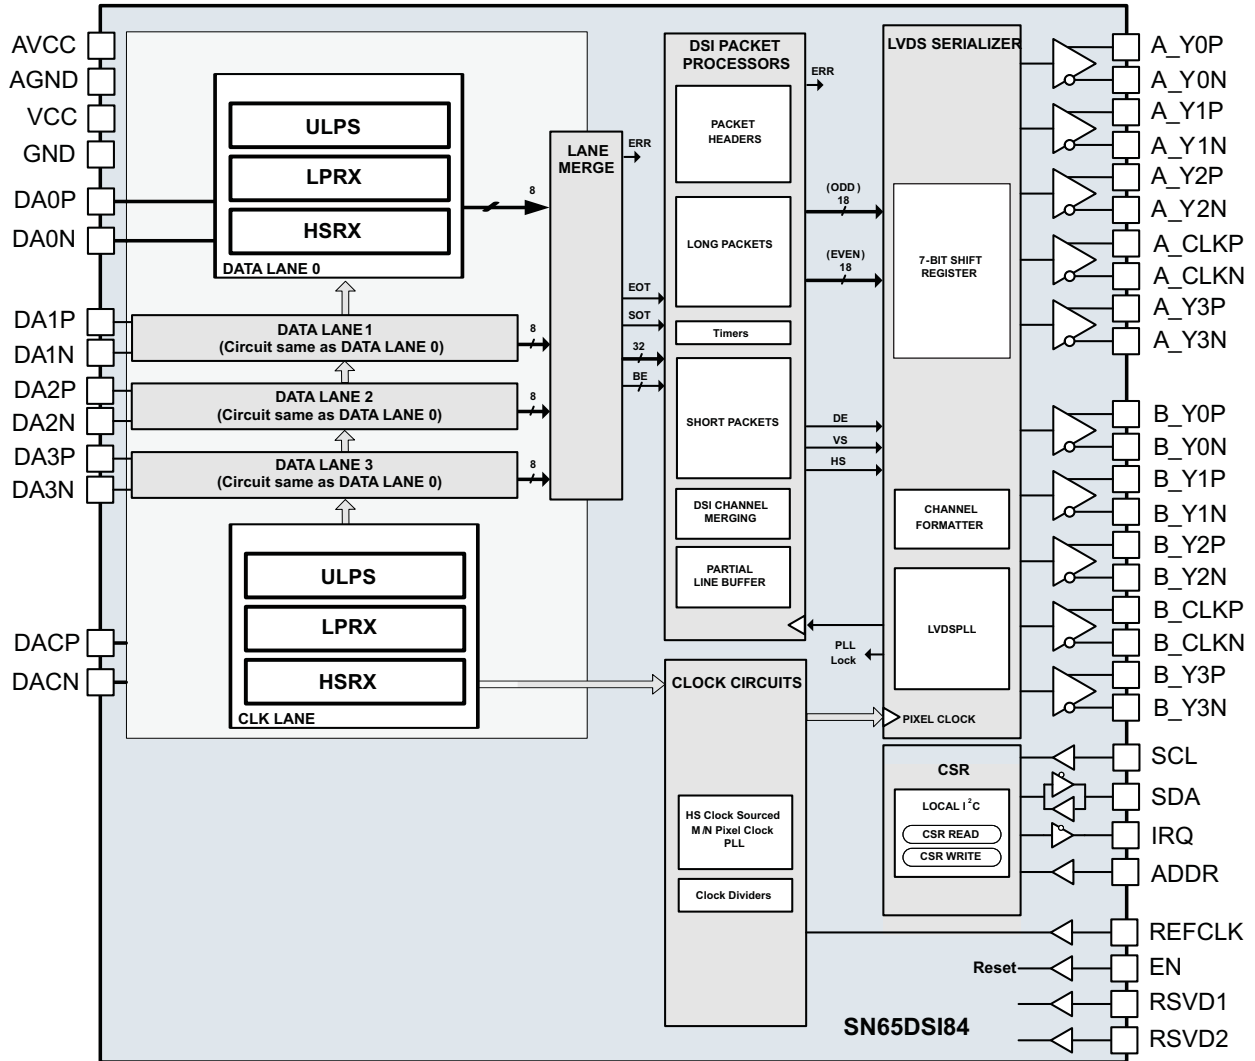 AVCC
AGND
VCC
GND
DA0P
DA0N
DA1P
DA1N
DA2P
DA2N
DA3P
DA3N
DACP
DACN
ULPS
LPRX
HSRX
DATA LANE 0
8
DATA LANE 1
(Circuit same as DATA LANE 0)
8
DATA LANE 2
(Circuit same as DATA LANE 0)
8
DATA LANE 3
(Circuit same as DATA LANE 0)
8
ULPS
LPRX
HSRX
CLK LANE
LANE
MERGE
ERR
EOT
SOT
32
BE
DSI PACKET
PROCESSORS
PACKET
HEADERS
LONG PACKETS
Timers
SHORT PACKETS
DSI CHANNEL
MERGING
PARTIAL
LINE BUFFER
ERR
(ODD)
18
(EVEN)
18
DE
VS
HS
PLL
Lock
CLOCK CIRCUITS
HS Clock Sourced
M/N Pixel Clock
PLL
Clock Dividers
LVDS SERIALIZER
7-BIT SHIFT
REGISTER
CHANNEL
FORMATTER
LVDSPLL
PIXEL CLOCK
CSR
LOCAL I²C
CSR READ
CSR WRITE
Reset
SN65DSI84
A_Y0P
A_Y0N
A_Y1P
A_Y1N
A_Y2P
A_Y2N
A_CLKP
A_CLKN
A_Y3P
A_Y3N
B_Y0P
B_Y0N
B_Y1P
B_Y1N
B_Y2P
B_Y2N
B_CLKP
B_CLKN
B_Y3P
B_Y3N
SCL
SDA
IRQ
ADDR
REFCLK
EN
RSVD1
RSVD2